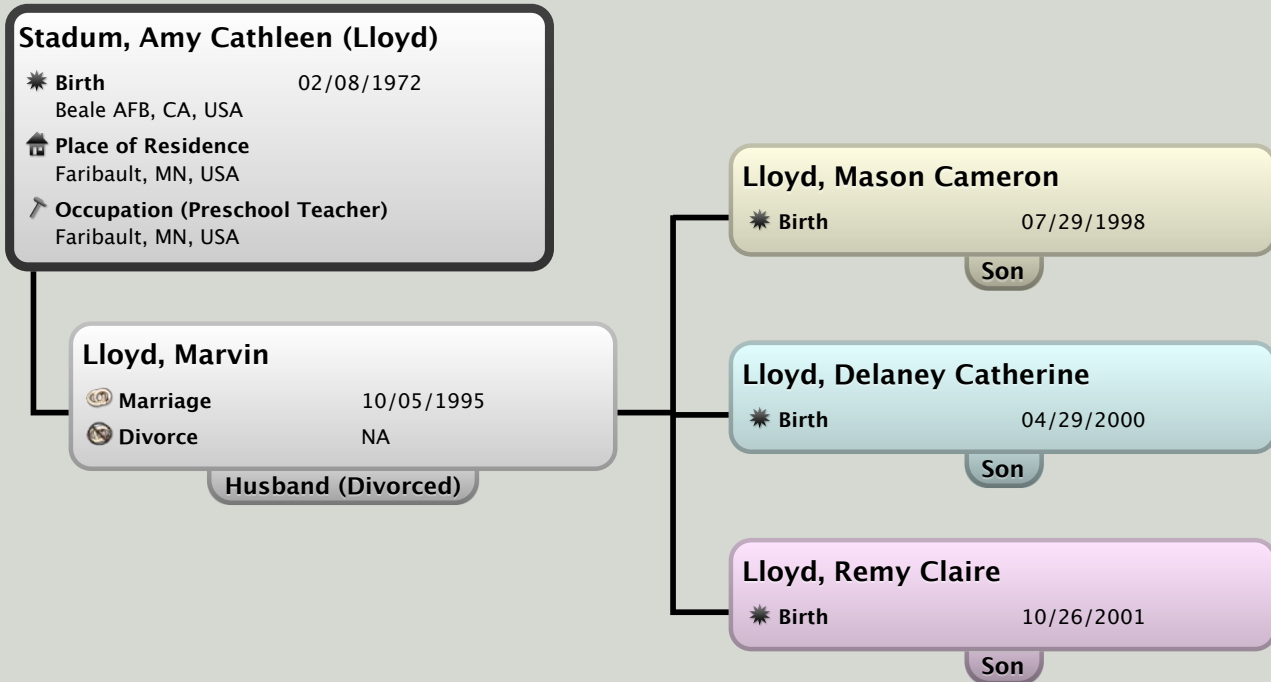 Stadum, Amy Cathleen (Lloyd)
Birth 02/08/1972
Beale AFB, CA, USA
Place of Residence
Faribault, MN, USA
Occupation (Preschool Teacher)
Faribault, MN, USA
Lloyd, Marvin
Marriage 10/05/1995
Divorce NA
Husband (Divorced)
Lloyd, Mason Cameron
Birth 07/29/1998
Son
Lloyd, Delaney Catherine
Birth 04/29/2000
Son
Lloyd, Remy Claire
Birth 10/26/2001
Son